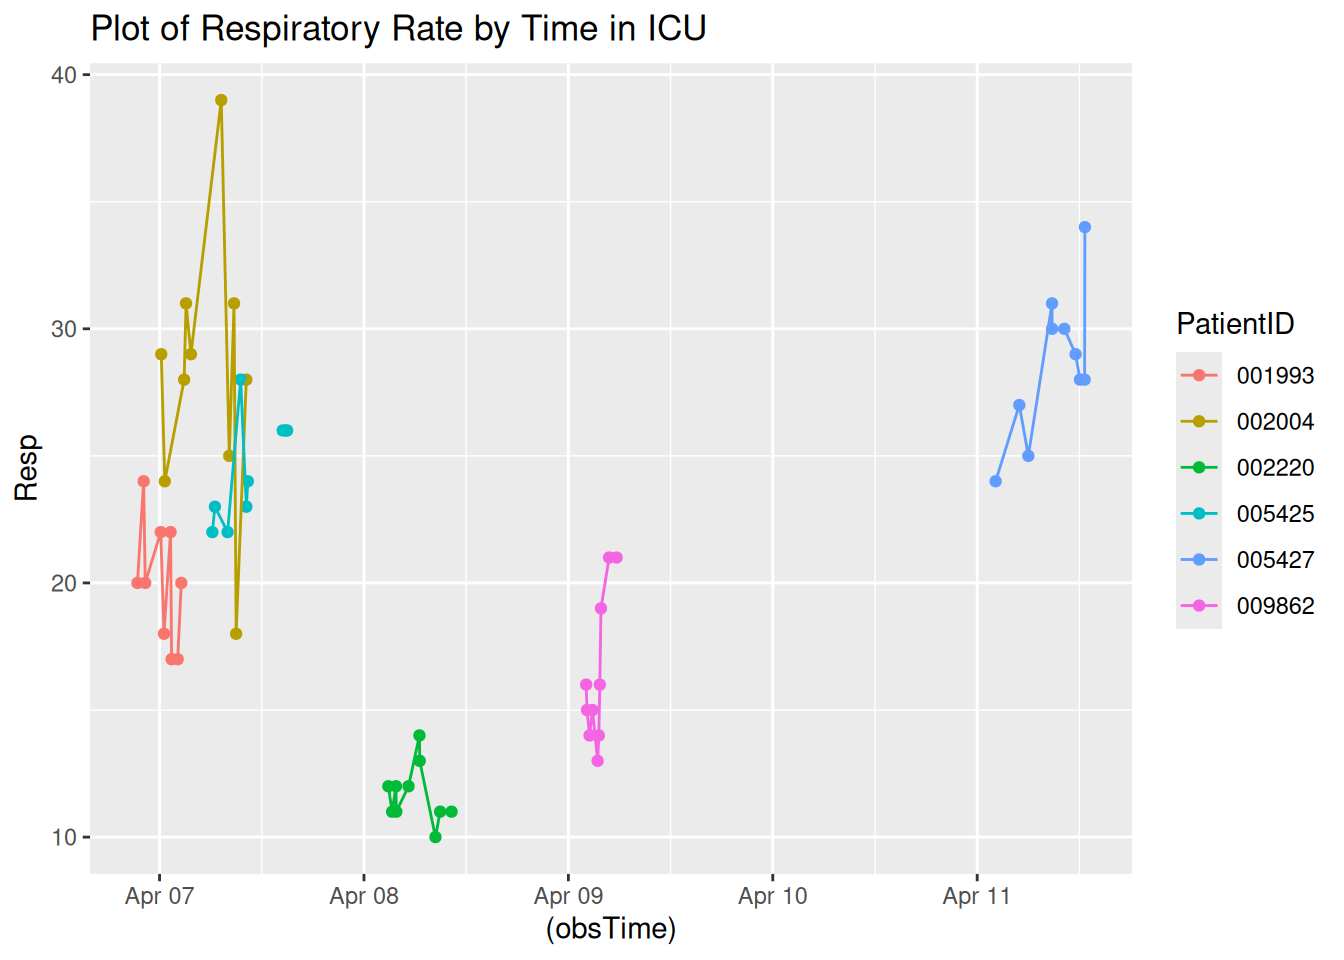 Plot of Respiratory Rate by Time in ICU
40
30
20
10
Resp
Apr 07
Apr 08
Apr 09
Apr 10
Apr 11
(obsTime)
PatientID
001993
002004
002220
005425
005427
009862